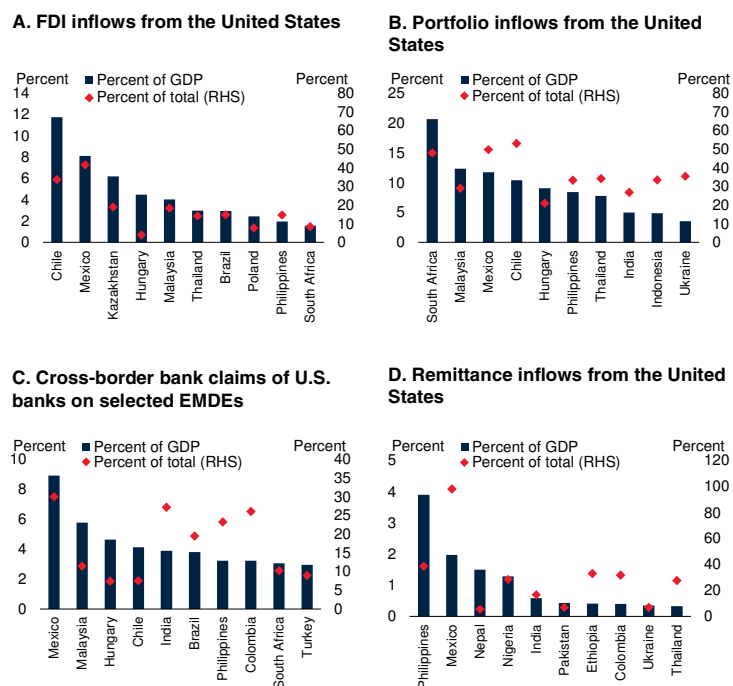 A. FDI inflows from the United States
Percent
Percent of GDP
Percent of total (RHS)
Percent
14
12
10
8
6
4
2
0
80
70
60
50
40
30
20
10
0
Chile
Mexico
Kazakhstan
Hungary
Malaysia
Thailand
Brazil
Poland
Philippines
South Africa
B. Portfolio inflows from the United
States
Percent
Percent of GDP
Percent of total (RHS)
Percent
25
20
15
10
5
0
80
70
60
50
40
30
20
10
0
South Africa
Malaysia
Mexico
Chile
Hungary
Philippines
Thailand
India
Indonesia
Ukraine
C. Cross-border bank claims of U.S.
banks on selected EMDEs
Percent
Percent of GDP
Percent of total (RHS)
Percent
10
8
6
4
2
0
40
35
30
25
20
15
10
5
0
Mexico
Malaysia
Hungary
Chile
India
Brazil
Philippines
Colombia
South Africa
Turkey
D. Remittance inflows from the United
States
Percent
Percent of GDP
Percent of total (RHS)
Percent
5
4
3
2
1
0
120
100
80
60
40
20
0
Philippines
Mexico
Nepal
Nigeria
India
Pakistan
Ethiopia
Colombia
Ukraine
Thailand